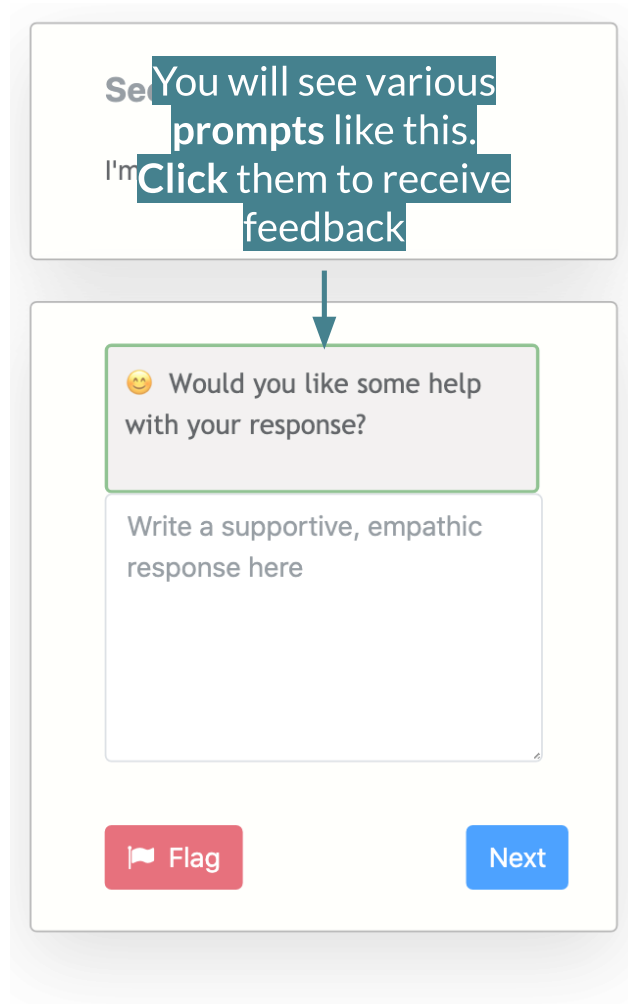 You will see various
prompts like this.
I'm
Click them to receive
feedback
Would you like some help
with your response?
Write a supportive, empathic
response here
Flag
Next